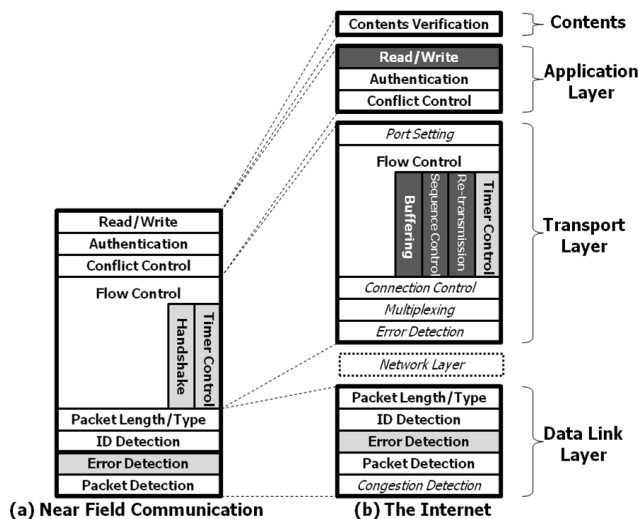 Contents Verification
Contents
Read/Write
Authentication
Conflict Control
Application
Layer
Port Setting
Flow Control
Buffering
Sequence Control
Re-transmission
Timer Control
Connection Control
Multiplexing
Error Detection
Transport
Layer
Network Layer
Packet Length/Type
ID Detection
Error Detection
Packet Detection
Congestion Detection
Data Link
Layer
Read/Write
Authentication
Conflict Control
Flow Control
Handshake
Timer Control
Packet Length/Type
ID Detection
Error Detection
Packet Detection
(a) Near Field Communication
(b) The Internet